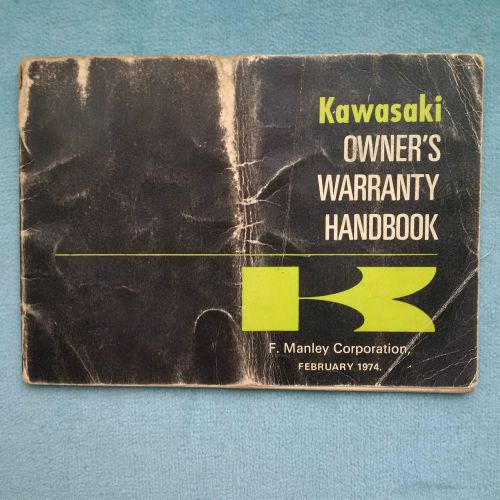 Kawasaki
OWNER'S
WARRANTY
HANDBOOK
F. Manley Corporation,
FEBRUARY 1974.